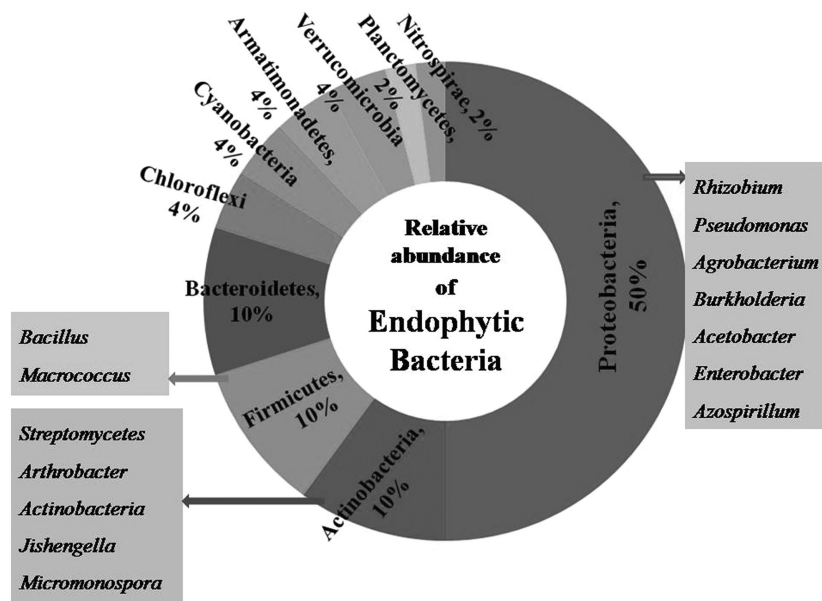 Relative
abundance
of
Endophytic
Bacteria
Proteobacteria,
50%
Actinobacteria,
10%
Firmicutes,
10%
Bacteroidetes,
10%
Chloroflexi
4%
Cyanobacteria
4%
Armatimonadetes,
4%
Verrucomicrobia
4%
Planctomycetes,
2%
Nitrospirae, 2%
Rhizobium
Pseudomonas
Agrobacterium
Burkholderia
Acetobacter
Enterobacter
Azospirillum
Bacillus
Macrococcus
Streptomycetes
Arthrobacter
Actinobacteria
Jishengella
Micromonospora